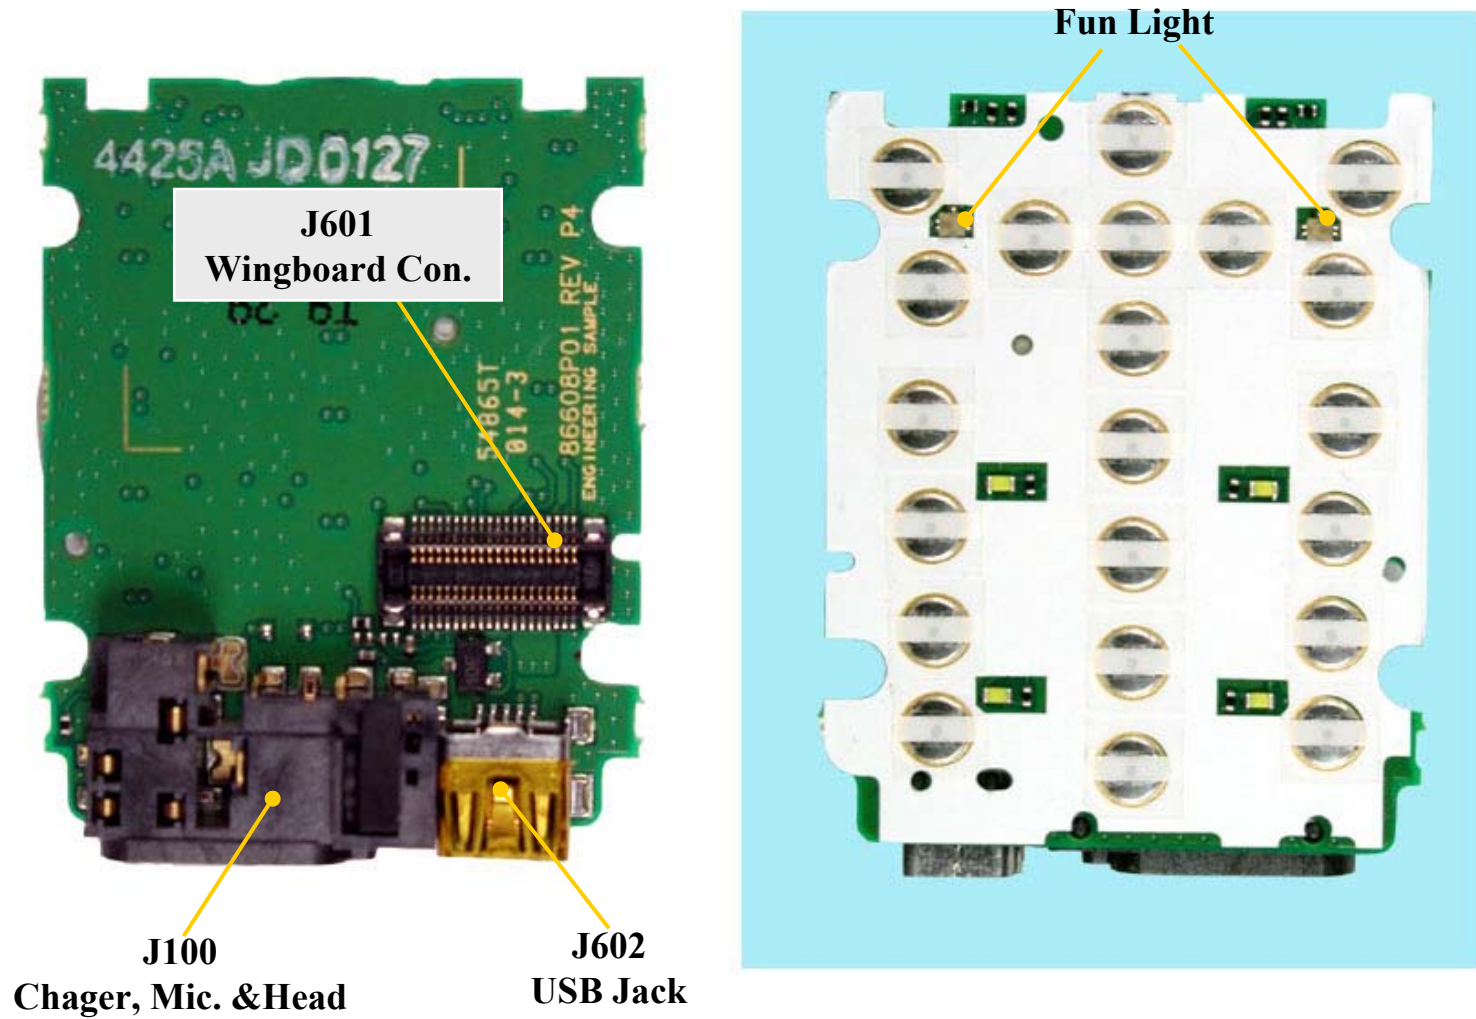 Fun Light
4425A JD0127
J601
Wingboard Con.
86608P01 REV P4
ENGINEERING SAMPLE
54865T
014-3
J100
Chager, Mic. &Head
J602
USB Jack